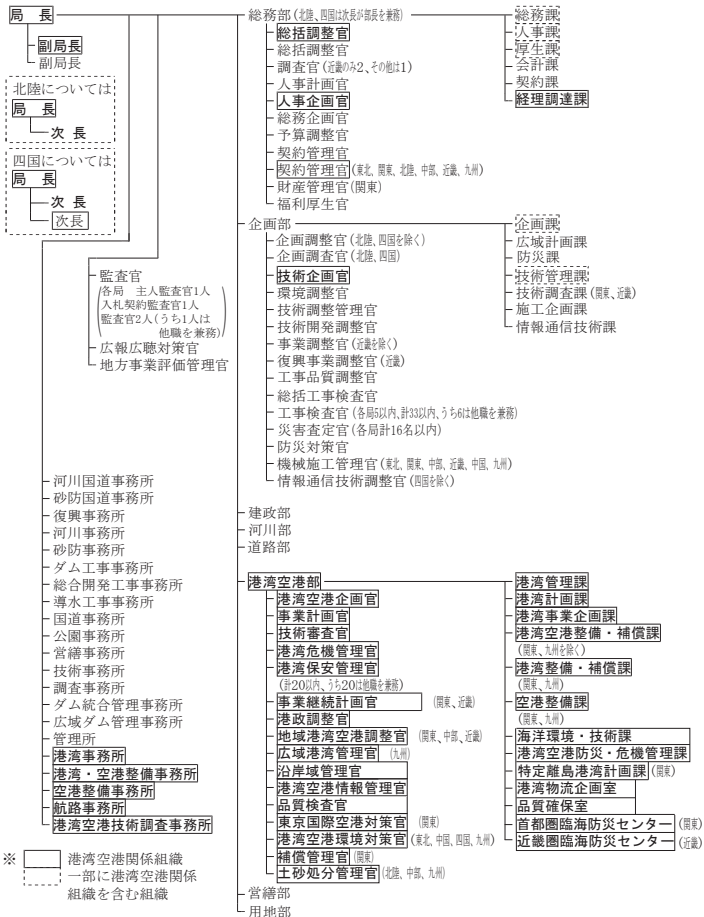 局　長
副局長
副局長
北陸については
局　長
次 長
四国については
局　長
次 長
次長
監査官
各局　主人監査官1人
入札契約監査官1人
監査官2人(うち1人は
他職を兼務)
広報広聴対策官
地方事業評価管理官
河川国道事務所
砂防国道事務所
復興事務所
河川事務所
砂防事務所
ダム工事事務所
総合開発工事事務所
導水工事事務所
国道事務所
公園事務所
営繕事務所
技術事務所
調査事務所
ダム統合管理事務所
広域ダム管理事務所
管理所
港湾事務所
港湾・空港整備事務所
空港整備事務所
航路事務所
港湾空港技術調査事務所
総務部(北陸、四国は次長が部長を兼務)
総括調整官
総括調整官
調査官(近畿のみ2、その他は1)
人事計画官
人事企画官
総務企画官
予算調整官
契約管理官
契約管理官(東北、関東、北陸、中部、近畿、九州)
財産管理官(関東)
福利厚生官
総務課
人事課
厚生課
会計課
契約課
経理調達課
企画部
企画調整官(北陸、四国を除く)
企画調査官(北陸、四国)
技術企画官
環境調整官
技術調整管理官
技術開発調整官
事業調整官(近畿を除く)
復興事業調整官(近畿)
工事品質調整官
総括工事検査官
工事検査官(各局5以内、計33以内、うち6は他職を兼務)
災害査定官(各局計16名以内)
防災対策官
機械施工管理官(東北、関東、中部、近畿、中国、九州)
情報通信技術調整官(四国を除く)
企画課
広域計画課
防災課
技術管理課
技術調査課(関東、近畿)
施工企画課
情報通信技術課
建政部
河川部
道路部
港湾空港部
港湾空港企画官
事業計画官
技術審査官
港湾危機管理官
港湾保安管理官
(計20以内、うち20は他職を兼務)
事業継続計画官　(関東、近畿)
港政調整官
地域港湾空港調整官　(関東、中部、近畿)
広域港湾管理官　(九州)
沿岸域管理官
港湾空港情報管理官
品質検査官
東京国際空港対策官　(関東)
港湾空港環境対策官(東北、中国、四国、九州)
補償管理官(関東)
土砂処分管理官(北陸、中部、九州)
港湾管理課
港湾計画課
港湾事業企画課
港湾空港整備・補償課
(関東、九州を除く)
港湾整備・補償課
(関東、九州)
空港整備課
(関東、九州)
海洋環境・技術課
港湾空港防災・危機管理課
特定離島港湾計画課(関東)
港湾物流企画室
品質確保室
首都圏臨海防災センター(関東)
近畿圏臨海防災センター(近畿)
営繕部
用地部
※　港湾空港関係組織
一部に港湾空港関係
組織を含む組織